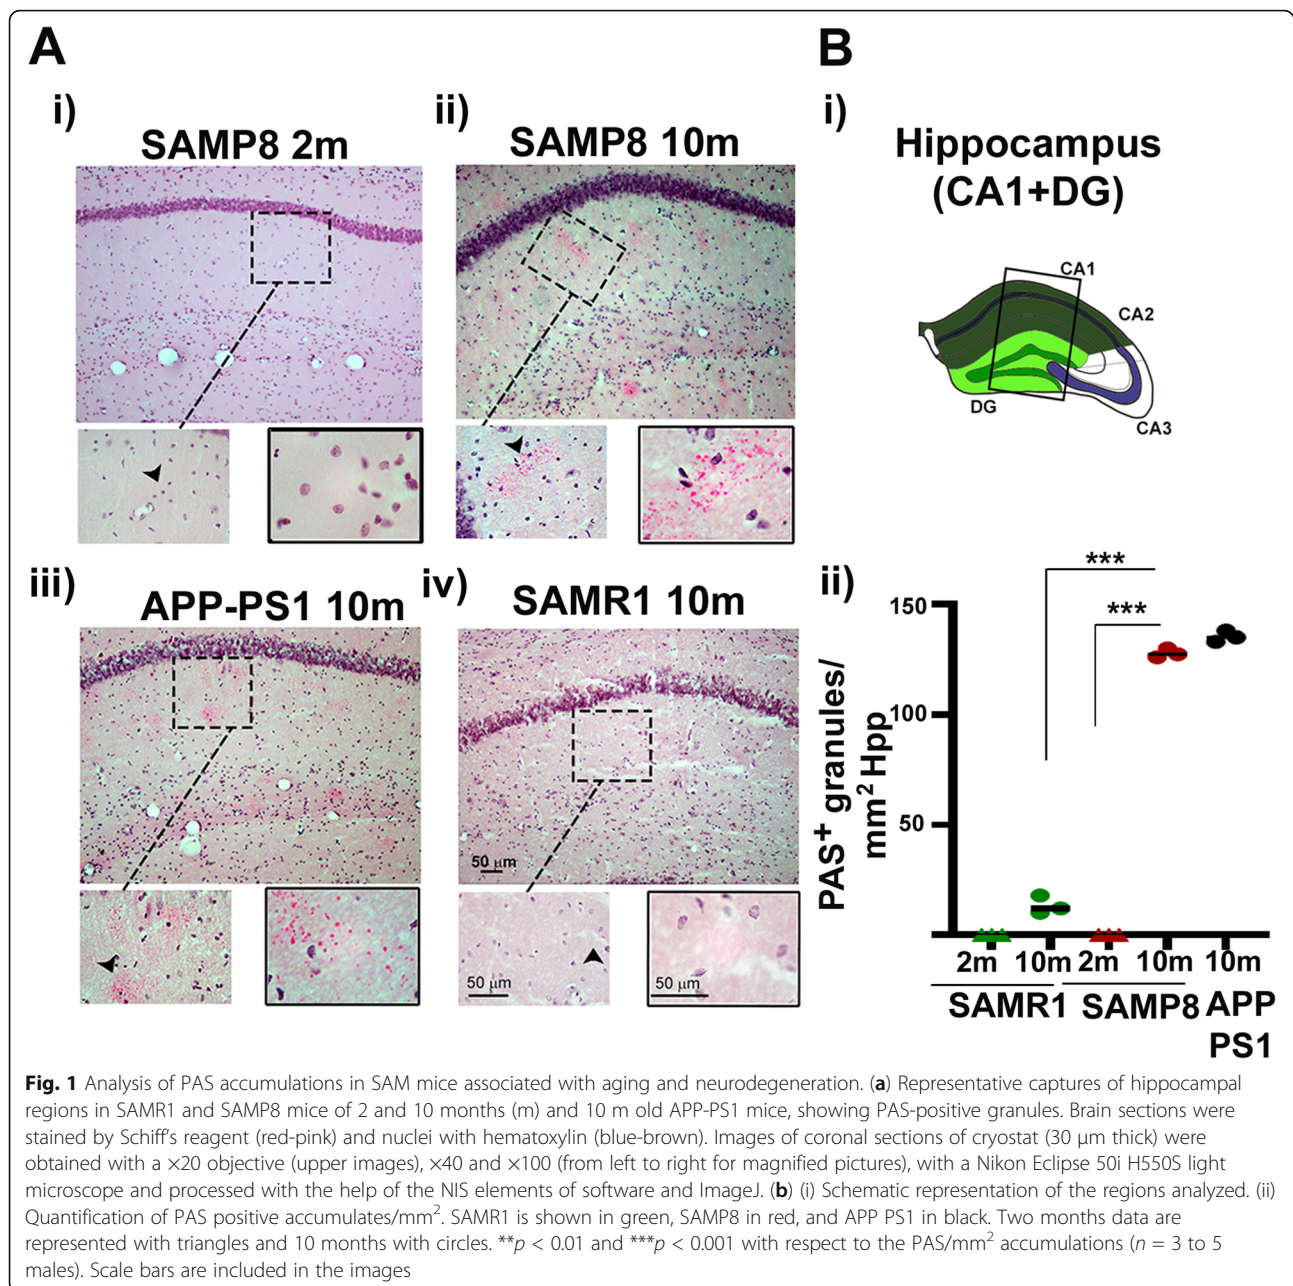 A
B
i)
SAMP8 2m
ii)
SAMP8 10m
i)
Hippocampus
(CA1+DG)
CA1
CA2
DG
CA3
iii)
APP-PS1 10m
iv)
SAMR1 10m
50 µm
50 µm
50 µm
ii)
***
***
150
100
50
PAS+ granules/
mm2 Hpp
2m 10m 2m 10m 10m
SAMR1 SAMP8 APP
PS1
Fig. 1 Analysis of PAS accumulations in SAM mice associated with aging and neurodegeneration. (a) Representative captures of hippocampal
regions in SAMR1 and SAMP8 mice of 2 and 10 months (m) and 10 m old APP-PS1 mice, showing PAS-positive granules. Brain sections were
stained by Schiff's reagent (red-pink) and nuclei with hematoxylin (blue-brown). Images of coronal sections of cryostat (30 µm thick) were
obtained with a ×20 objective (upper images), ×40 and ×100 (from left to right for magnified pictures), with a Nikon Eclipse 50i H550S light
microscope and processed with the help of the NIS elements of software and ImageJ. (b) (i) Schematic representation of the regions analyzed. (ii)
Quantification of PAS positive accumulates/mm2. SAMR1 is shown in green, SAMP8 in red, and APP PS1 in black. Two months data are
represented with triangles and 10 months with circles. **p < 0.01 and ***p < 0.001 with respect to the PAS/mm2 accumulations (n = 3 to 5
males). Scale bars are included in the images